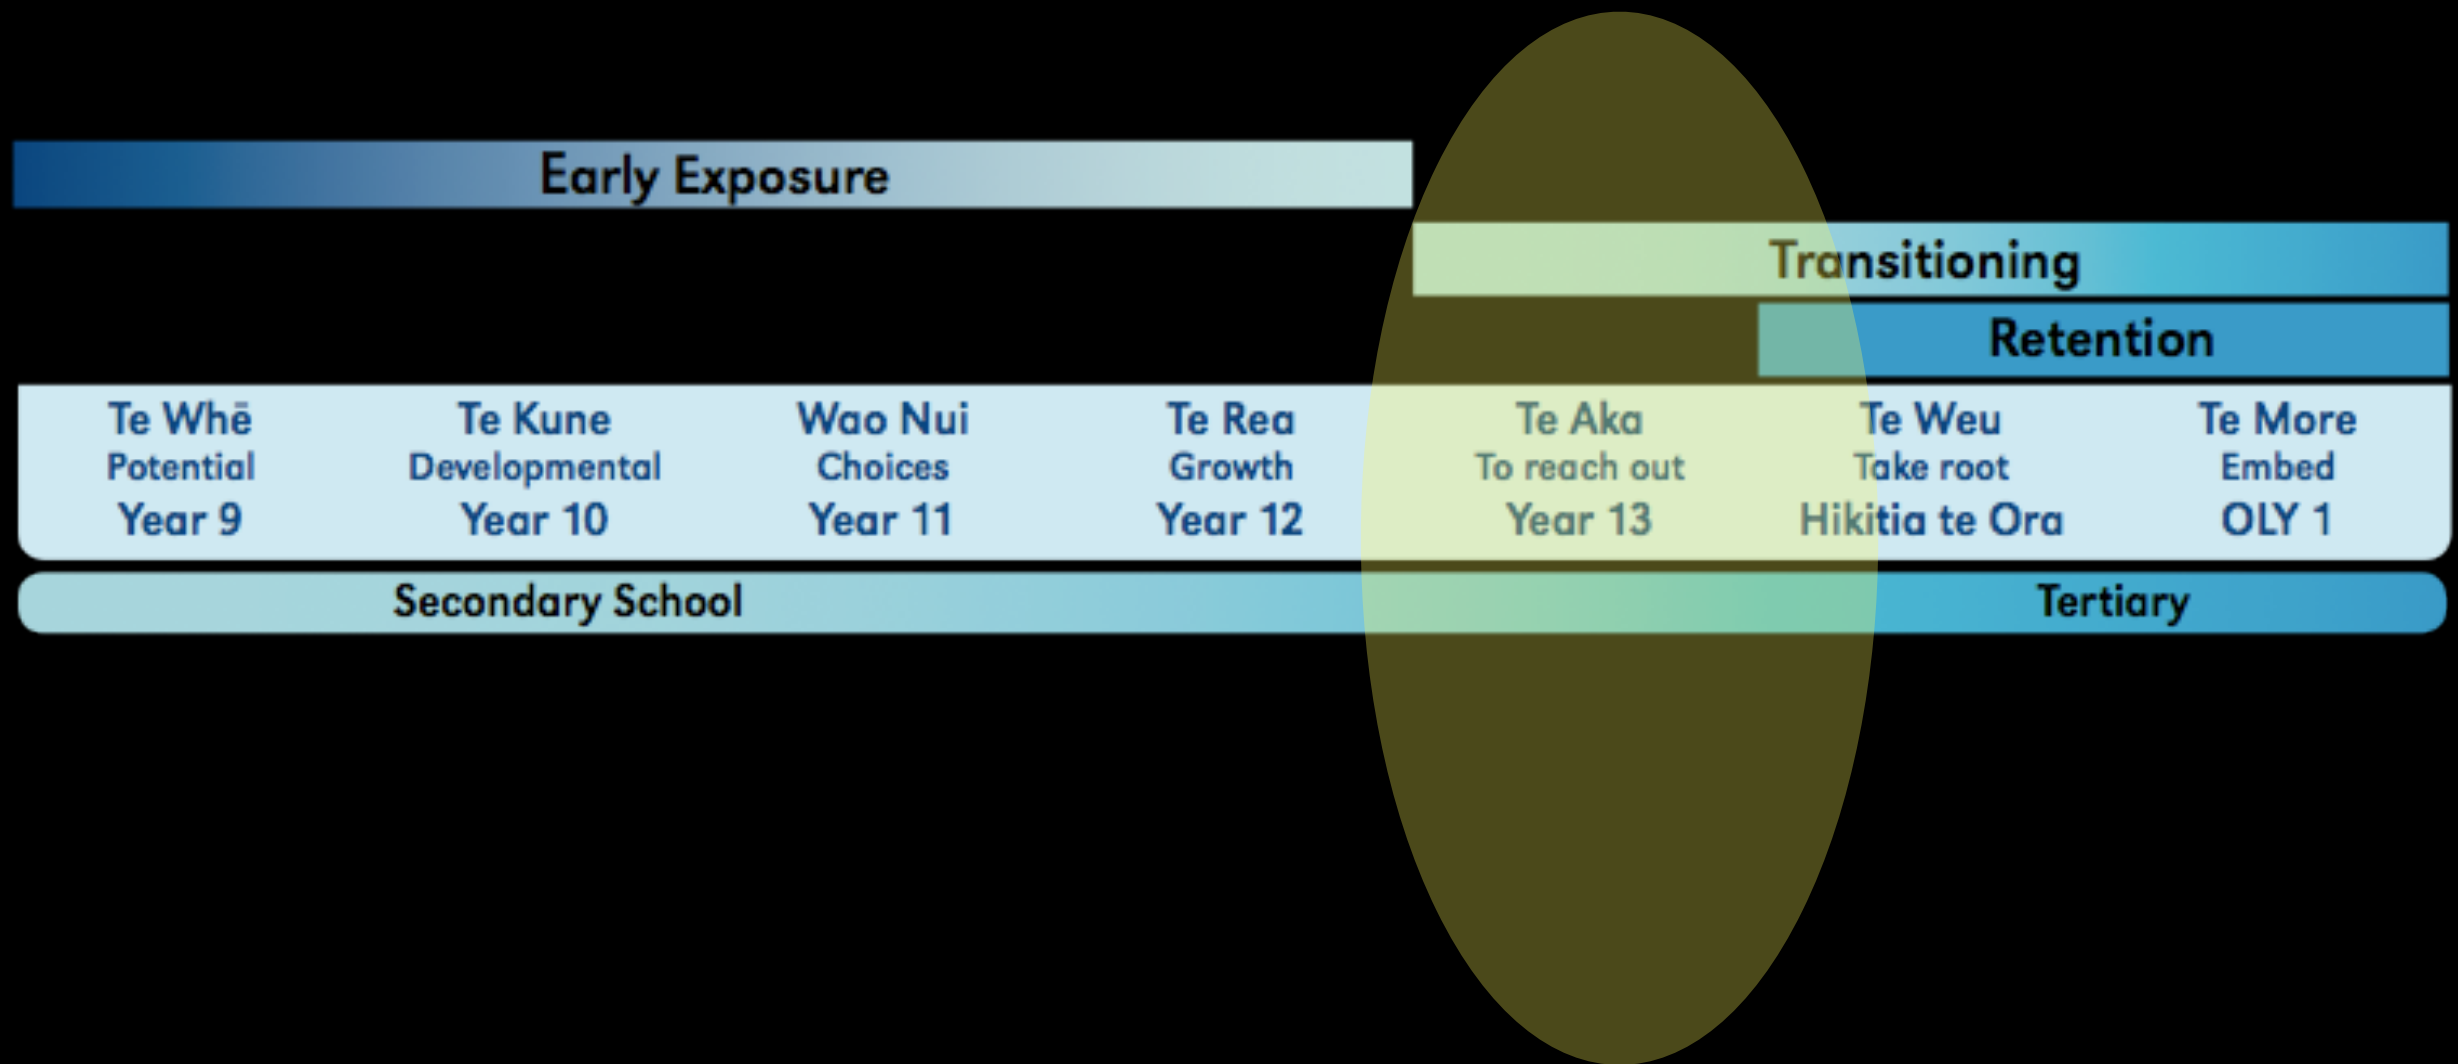 Early Exposure
Transitioning
Retention
Te Whē
Potential
Year 9
Te Kune
Developmental
Year 10
Wao Nui
Choices
Year 11
Te Rea
Growth
Year 12
Te Aka
To reach out
Year 13
Te Weu
Take root
Hikitia te Ora
Te More
Embed
OLY 1
Secondary School
Tertiary